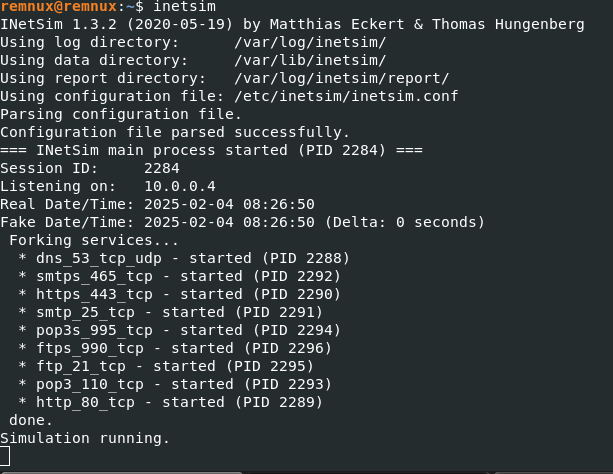 remnux@remnux:~$ inetsim
INetSim 1.3.2 (2020-05-19) by Matthias Eckert & Thomas Hungenberg
Using log directory:      /var/log/inetsim/
Using data directory:     /var/lib/inetsim/
Using report directory:   /var/log/inetsim/report/
Using configuration file: /etc/inetsim/inetsim.conf
Parsing configuration file.
Configuration file parsed successfully.
=== INetSim main process started (PID 2284) ===
Session ID:     2284
Listening on:   10.0.0.4
Real Date/Time: 2025-02-04 08:26:50
Fake Date/Time: 2025-02-04 08:26:50 (Delta: 0 seconds)
 Forking services...
  * dns_53_tcp_udp - started (PID 2288)
  * smtps_465_tcp - started (PID 2292)
  * https_443_tcp - started (PID 2290)
  * smtp_25_tcp - started (PID 2291)
  * pop3s_995_tcp - started (PID 2294)
  * ftps_990_tcp - started (PID 2296)
  * ftp_21_tcp - started (PID 2295)
  * pop3_110_tcp - started (PID 2293)
  * http_80_tcp - started (PID 2289)
 done.
Simulation running.